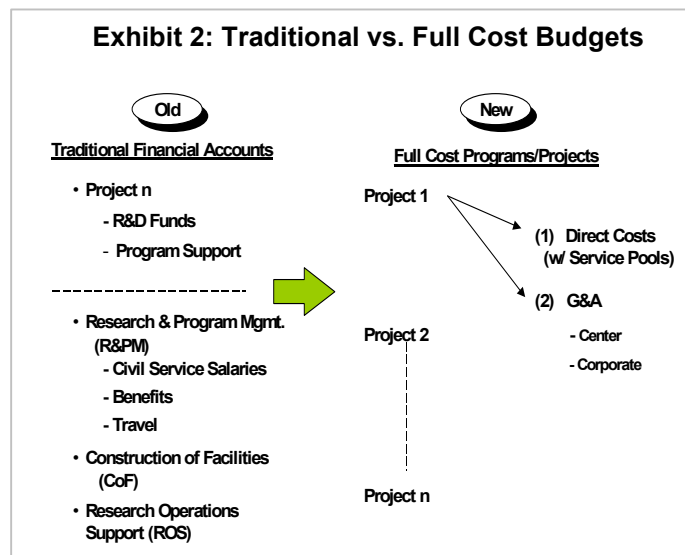 Exhibit 2: Traditional vs. Full Cost Budgets
Old
Traditional Financial Accounts
• Project n
- R&D Funds
- Program Support
• Research & Program Mgmt.
(R&PM)
- Civil Service Salaries
- Benefits
- Travel
• Construction of Facilities
(CoF)
• Research Operations
Support (ROS)
New
Full Cost Programs/Projects
Project 1
(1) Direct Costs
(w/ Service Pools)
(2) G&A
- Center
- Corporate
Project 2
Project n